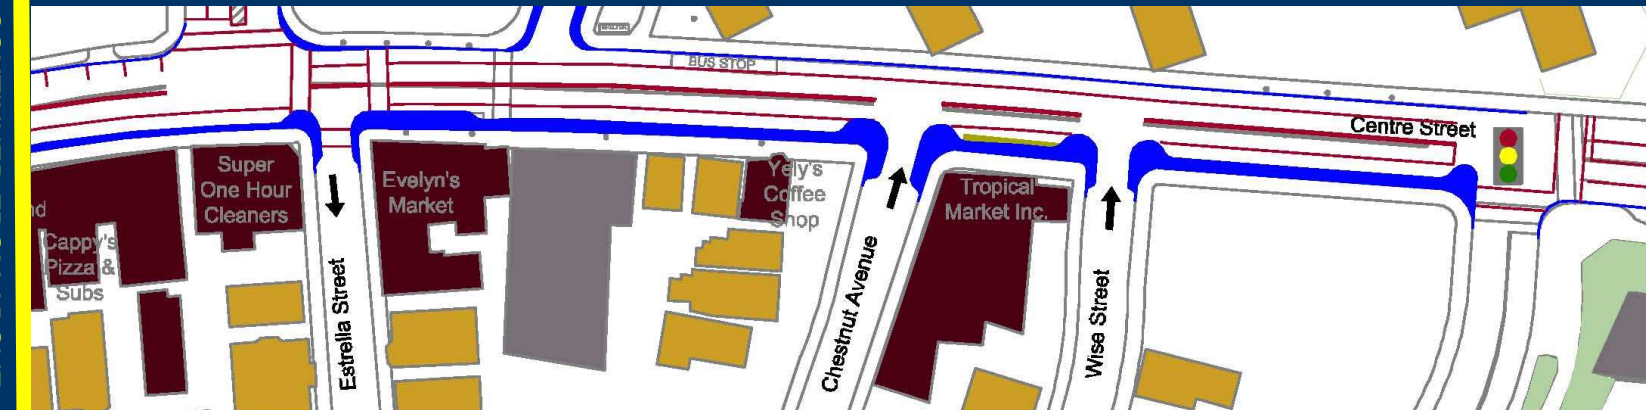 BUS STOP
Centre Street
Super
One Hour
Cleaners
Evelyn's
Market
Yely's
Coffee
Shop
Tropical
Market Inc.
nd
Cappy's
Pizza &
Subs
Estrella Street
Chestnut Avenue
Wise Street